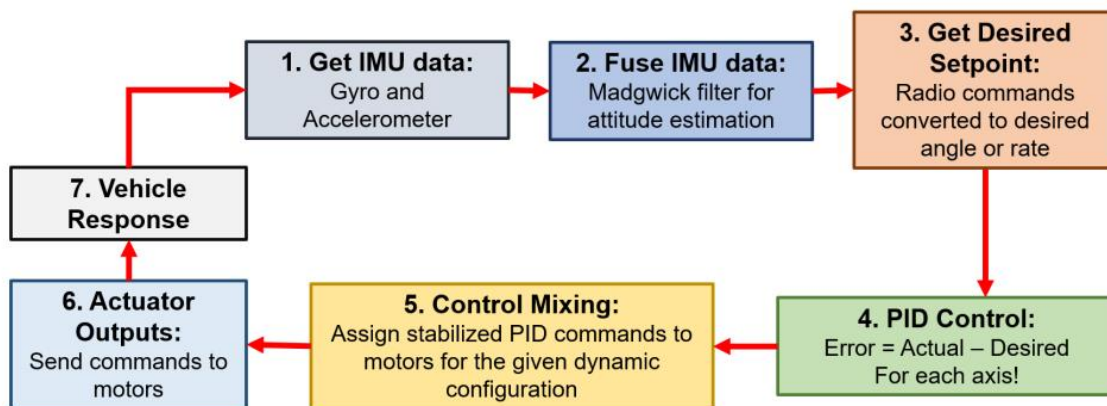 1. Get IMU data:
Gyro and
Accelerometer
2. Fuse IMU data:
Madgwick filter for
attitude estimation
3. Get Desired
Setpoint:
Radio commands
converted to desired
angle or rate
4. PID Control:
Error = Actual – Desired
For each axis!
5. Control Mixing:
Assign stabilized PID commands to
motors for the given dynamic
configuration
6. Actuator
Outputs:
Send commands to
motors
7. Vehicle
Response